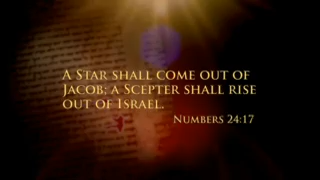 A Star shall come out of
Jacob; a Scepter shall rise
out of Israel.
Numbers 24:17